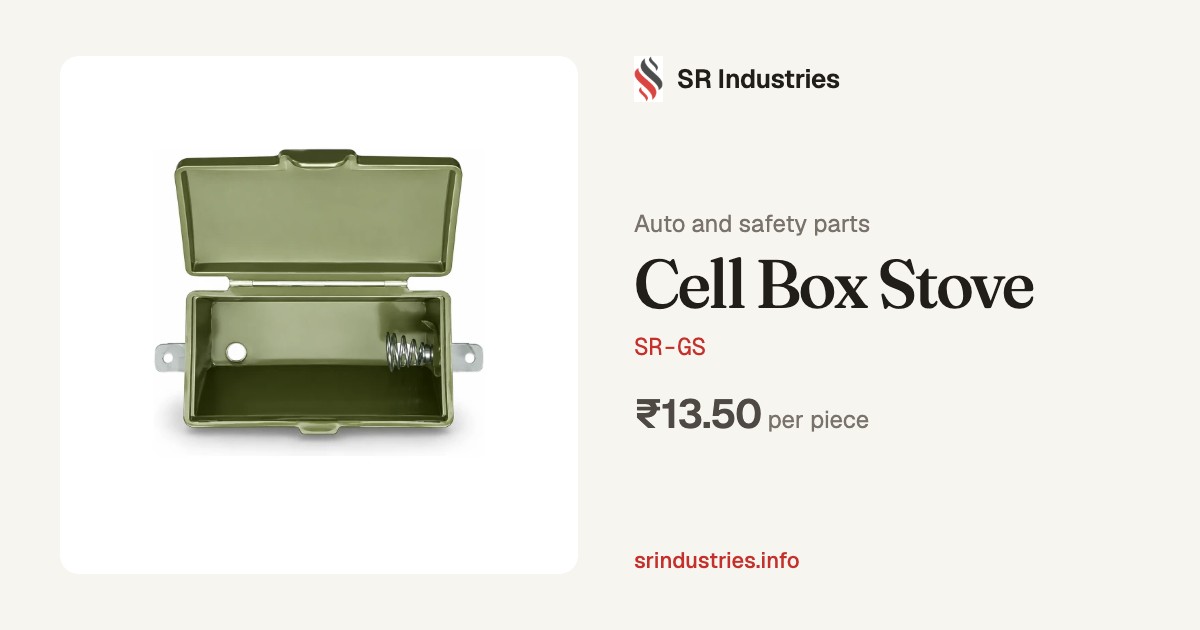 SR Industries
Auto and safety parts
Cell Box Stove
SR-GS
₹13.50 per piece
srindustries.info